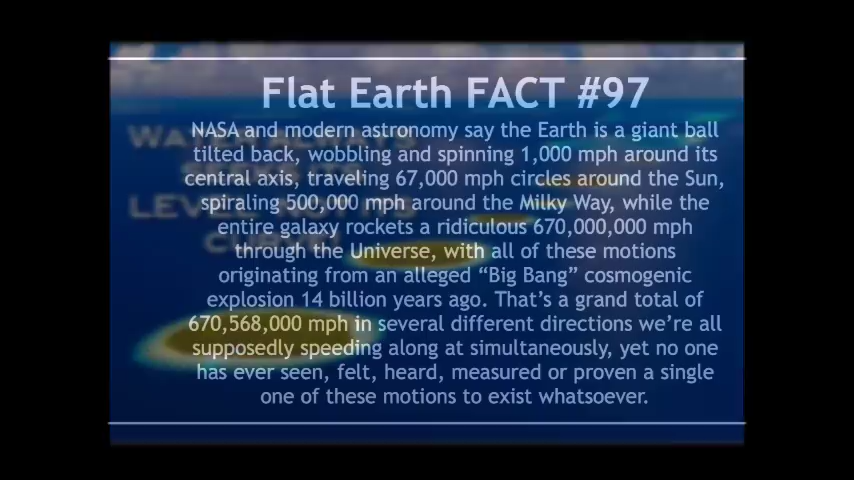 Flat Earth FACT #97
NASA and modern astronomy say the Earth is a giant ball
tilted back, wobbling and spinning 1,000 mph around its
central axis, traveling 67,000 mph circles around the Sun,
spiraling 500,000 mph around the Milky Way, while the
entire galaxy rockets a ridiculous 670,000,000 mph
through the Universe, with all of these motions
originating from an alleged “Big Bang” cosmogenic
explosion 14 billion years ago. That’s a grand total of
670,568,000 mph in several different directions we’re all
supposedly speeding along at simultaneously, yet no one
has ever seen, felt, heard, measured or proven a single
one of these motions to exist whatsoever.